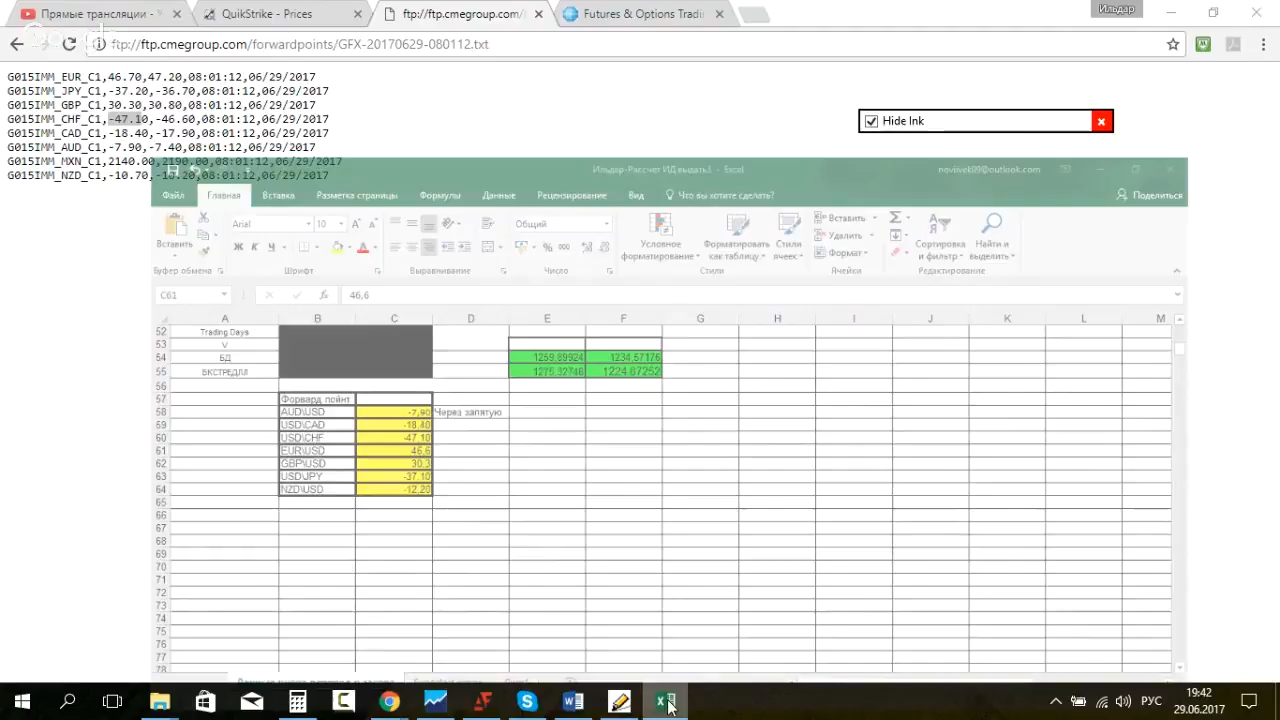 Прямые трансляции - Y
QuikStrike - Prices
ftp://ftp.cmegroup.com/f
Futures & Options Tradi
Ильдар
ftp://ftp.cmegroup.com/forwardpoints/GFX-20170629-080112.txt
G015IMM_EUR_C1,46.70,47.20,08:01:12,06/29/2017
G015IMM_JPY_C1,-37.20,-36.70,08:01:12,06/29/2017
G015IMM_GBP_C1,30.30,30.80,08:01:12,06/29/2017
G015IMM_CHF_C1,-47.10,-46.60,08:01:12,06/29/2017
G015IMM_CAD_C1,-18.40,-17.90,08:01:12,06/29/2017
G015IMM_AUD_C1,-7.90,-7.40,08:01:12,06/29/2017
G015IMM_MXN_C1,2140.00,2190.00,08:01:12,06/29/2017
G015IMM_NZD_C1,-10.70,-10.20,08:01:12,06/29/2017
Hide Ink
Ильдар-Рассчет ИД выдать1 - Excel
noviivek09@outlook.com
Файл Главная Вставка Разметка страницы Формулы Данные Рецензирование Вид Что вы хотите сделать? Поделиться
Вставить
Arial 10
Ж К Ч
Общий
Условное форматирование
Форматировать как таблицу
Стили ячеек
Вставить
Удалить
Формат
Сортировка и фильтр
Найти и выделить
Буфер обмена Шрифт Выравнивание Число Стили Ячейки Редактирование
C61 fx 46,6
A B C D E F G H I J K L M
52 Trading Days
53 V
54 БД 1259,89924 1234,57176
55 БКСТРЕДЛЛ 1275,32746 1224,67252
56
57 Форвард пойнт
58 AUD\USD -7,90 Через запятую
59 USD\CAD -18,40
60 USD\CHF -47,10
61 EUR\USD 46,6
62 GBP\USD 30,3
63 USD\JPY -37,10
64 NZD\USD -12,20
65
66
67
68
69
70
71
72
73
74
75
76
77
78
РУС
19:42
29.06.2017